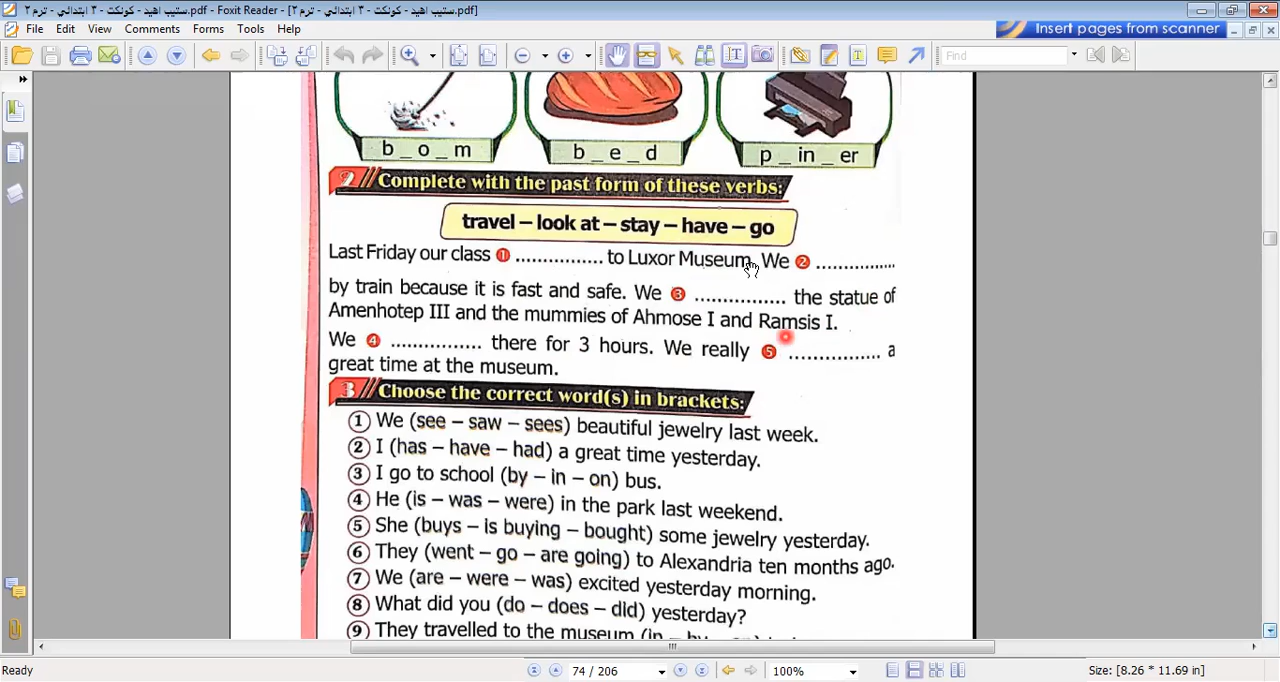 ستيب اهيد - كونكت - ٣ ابتدائي - ترم ٢.pdf - Foxit Reader - [ستيب اهيد - كونكت - ٣ ابتدائي - ترم ٢.pdf]
File Edit View Comments Forms Tools Help
Insert pages from scanner
Find
b _ o _ m
b _ e _ d
p _ in _ er
2 Complete with the past form of these verbs:
travel – look at – stay – have – go
Last Friday our class 1 ............... to Luxor Museum. We 2 ...............
by train because it is fast and safe. We 3 ................ the statue of
Amenhotep III and the mummies of Ahmose I and Ramsis I.
We 4 ................ there for 3 hours. We really 5 ................ a
great time at the museum.
3 Choose the correct word(s) in brackets:
1 We (see – saw – sees) beautiful jewelry last week.
2 I (has – have – had) a great time yesterday.
3 I go to school (by – in – on) bus.
4 He (is – was – were) in the park last weekend.
5 She (buys – is buying – bought) some jewelry yesterday.
6 They (went – go – are going) to Alexandria ten months ago.
7 We (are – were – was) excited yesterday morning.
8 What did you (do – does – did) yesterday?
9 They travelled to the museum (in – by –
Ready
74 / 206
100%
Size: [8.26 * 11.69 in]